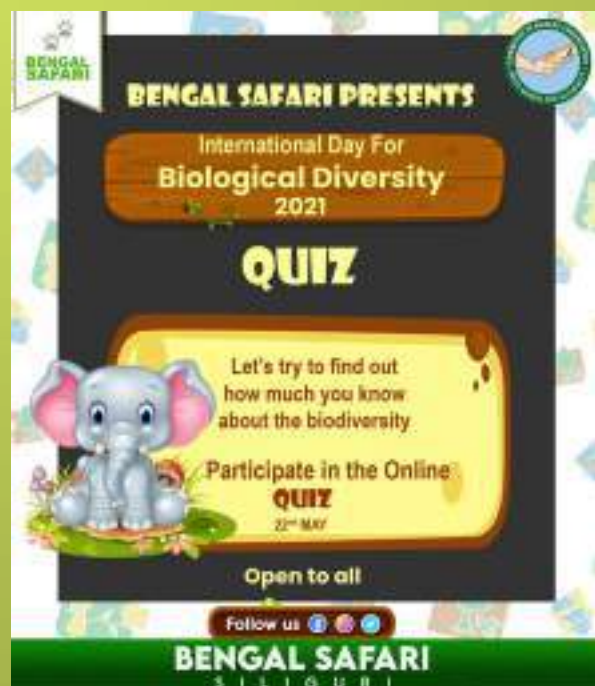 BENGAL
SAFARI
BENGAL SAFARI PRESENTS
International Day For
Biological Diversity
2021
QUIZ
Let's try to find out
how much you know
about the biodiversity
Participate in the Online
QUIZ
22ⁿᵈ MAY
Open to all
Follow us
BENGAL SAFARI
SILIGURI